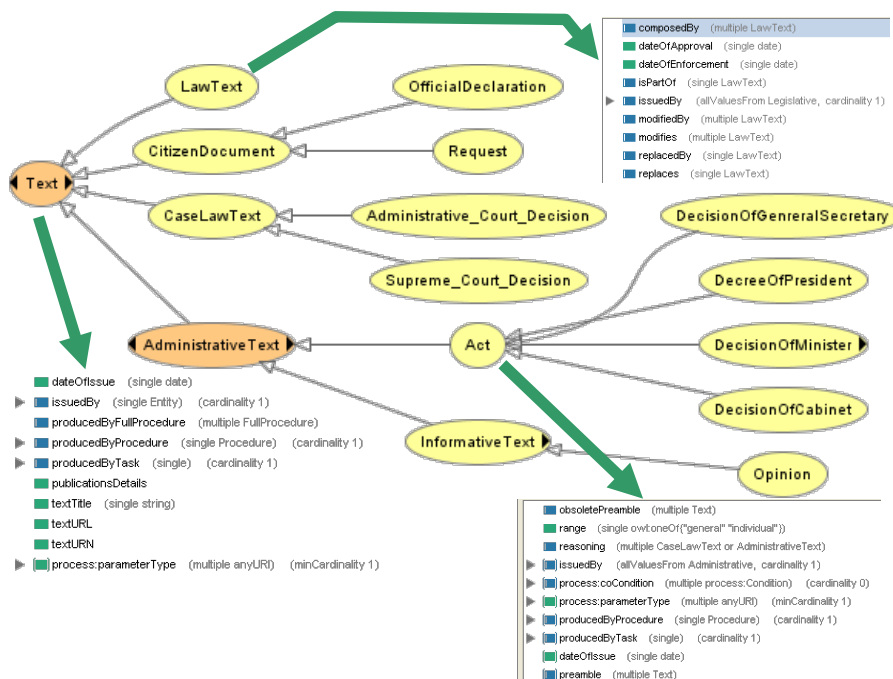 composedBy (multiple LawText)
dateOfApproval (single date)
dateOfEnforcement (single date)
isPartOf (single LawText)
issuedBy (allValuesFrom Legislative, cardinality 1)
modifiedBy (multiple LawText)
modifies (multiple LawText)
replacedBy (single LawText)
replaces (single LawText)
LawText
OfficialDeclaration
CitizenDocument
Request
Text
CaseLawText
Administrative_Court_Decision
DecisionOfGenreralSecretary
Supreme_Court_Decision
DecreeOfPresident
AdministrativeText
Act
DecisionOfMinister
DecisionOfCabinet
InformativeText
Opinion
dateOfIssue (single date)
issuedBy (single Entity) (cardinality 1)
producedByFullProcedure (multiple FullProcedure)
producedByProcedure (single Procedure) (cardinality 1)
producedByTask (single) (cardinality 1)
publicationsDetails
textTitle (single string)
textURL
textURN
process:parameterType (multiple anyURI) (minCardinality 1)
obsoletePreamble (multiple Text)
range (single owl:oneOf{"general" "individual"})
reasoning (multiple CaseLawText or AdministrativeText)
issuedBy (allValuesFrom Administrative, cardinality 1)
process:coCondition (multiple process:Condition) (cardinality 0)
process:parameterType (multiple anyURI) (minCardinality 1)
producedByProcedure (single Procedure) (cardinality 1)
producedByTask (single) (cardinality 1)
dateOfIssue (single date)
preamble (multiple Text)